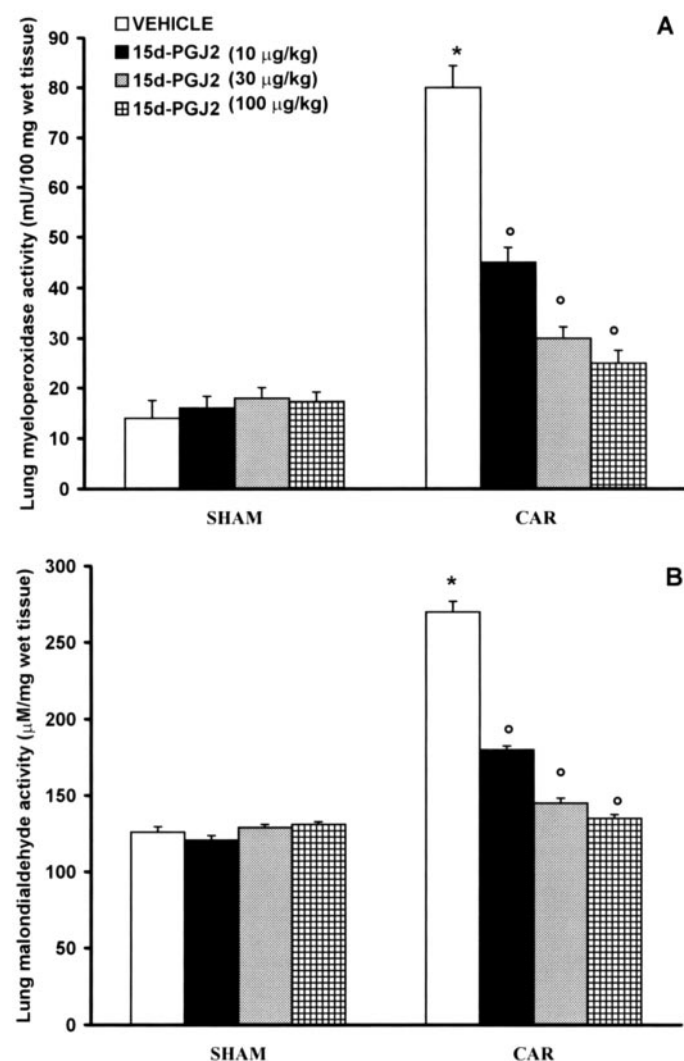 VEHICLE
15d-PGJ2 (10 μg/kg)
15d-PGJ2 (30 μg/kg)
15d-PGJ2 (100 μg/kg)
A
Lung myeloperoxidase activity (mU/100 mg wet tissue)
90
80
70
60
50
40
30
20
10
0
*
°
°
°
SHAM CAR
B
Lung malondialdehyde activity (μM/mg wet tissue)
300
250
200
150
100
50
0
*
°
°
°
SHAM CAR